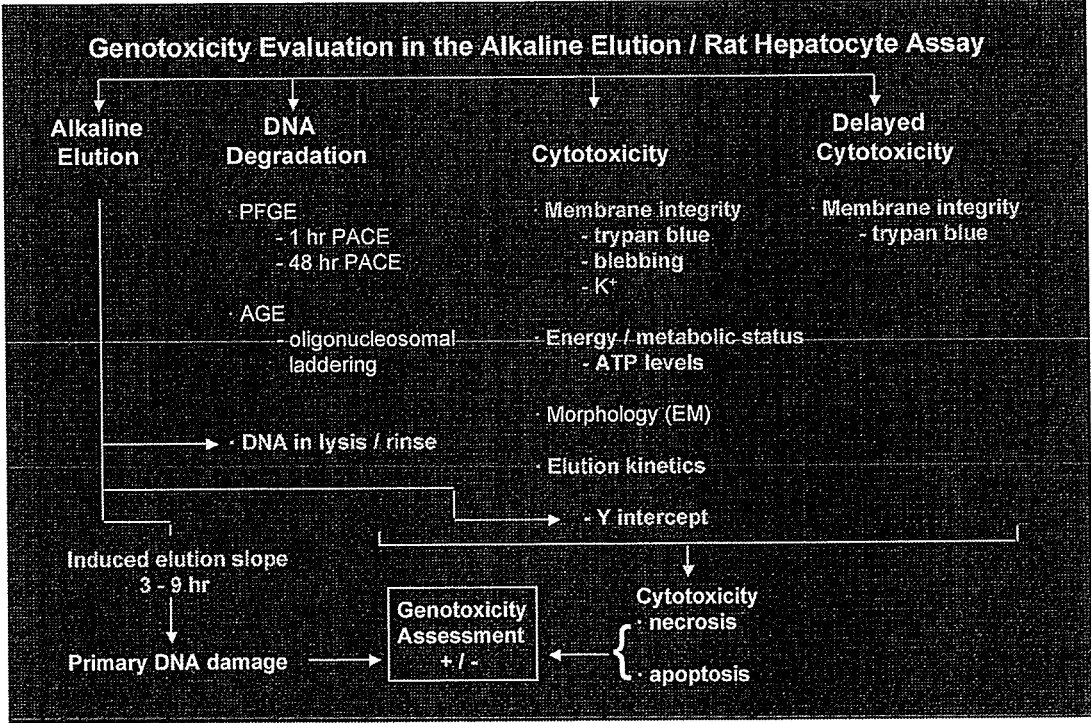 Genotoxicity Evaluation in the Alkaline Elution / Rat Hepatocyte Assay
Alkaline
Elution
DNA
Degradation
· PFGE
- 1 hr PACE
- 48 hr PACE
· AGE
- oligonucleosomal
laddering
· DNA in lysis / rinse
Cytotoxicity
· Membrane integrity
- trypan blue
- blebbing
- K⁺
· Energy / metabolic status
- ATP levels
· Morphology (EM)
· Elution kinetics
- Y intercept
Delayed
Cytotoxicity
· Membrane integrity
- trypan blue
Induced elution slope
3 - 9 hr
Primary DNA damage
Genotoxicity
Assessment
+ / -
Cytotoxicity
· necrosis
· apoptosis